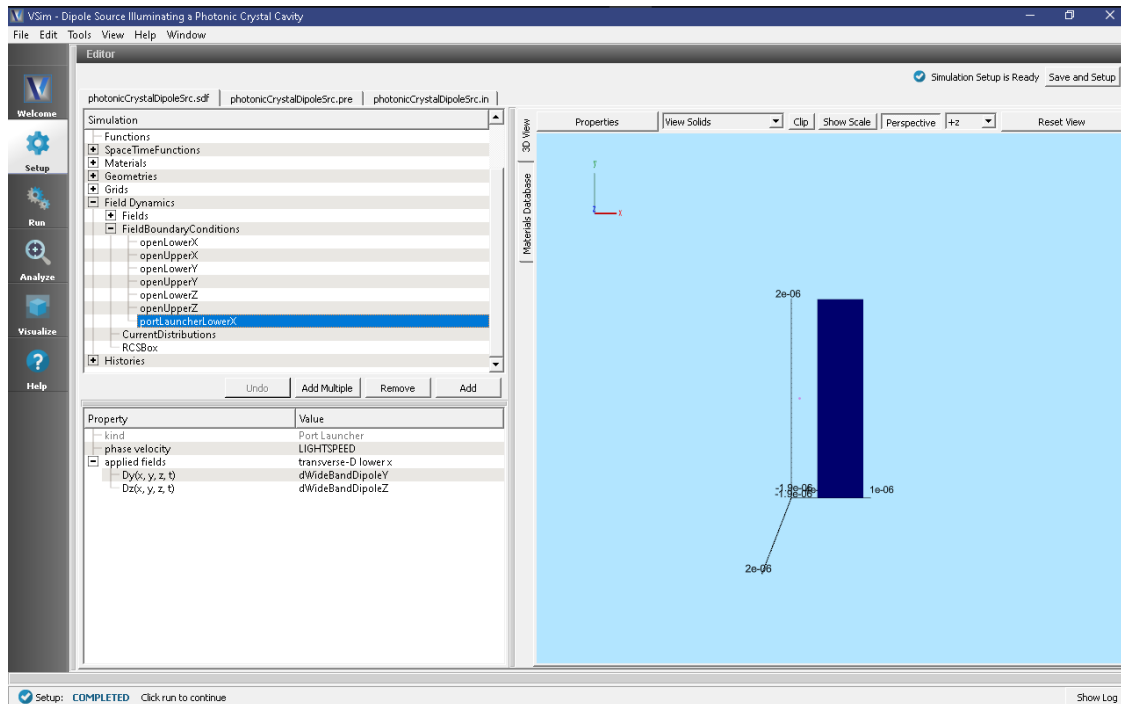 VSim - Dipole Source Illuminating a Photonic Crystal Cavity
File Edit Tools View Help Window
Editor
Simulation Setup is Ready Save and Setup
photonicCrystalDipoleSrc.sdf photonicCrystalDipoleSrc.pre photonicCrystalDipoleSrc.in
Welcome
Setup
Run
Analyze
Visualize
Help
Simulation
Functions
SpaceTimeFunctions
Materials
Geometries
Grids
Field Dynamics
Fields
FieldBoundaryConditions
openLowerX
openUpperX
openLowerY
openUpperY
openLowerZ
openUpperZ
portLauncherLowerX
CurrentDistributions
RCSBox
Histories
Undo Add Multiple Remove Add
Property Value
kind Port Launcher
phase velocity LIGHTSPEED
applied fields transverse-D lower x
Dy(x, y, z, t) dWideBandDipoleY
Dz(x, y, z, t) dWideBandDipoleZ
3D View
Materials Database
Properties View Solids Clip Show Scale Perspective +z Reset View
Y
Z X
2e-06
-1.9e-06
1e-06
2e-06
Setup: COMPLETED Click run to continue
Show Log